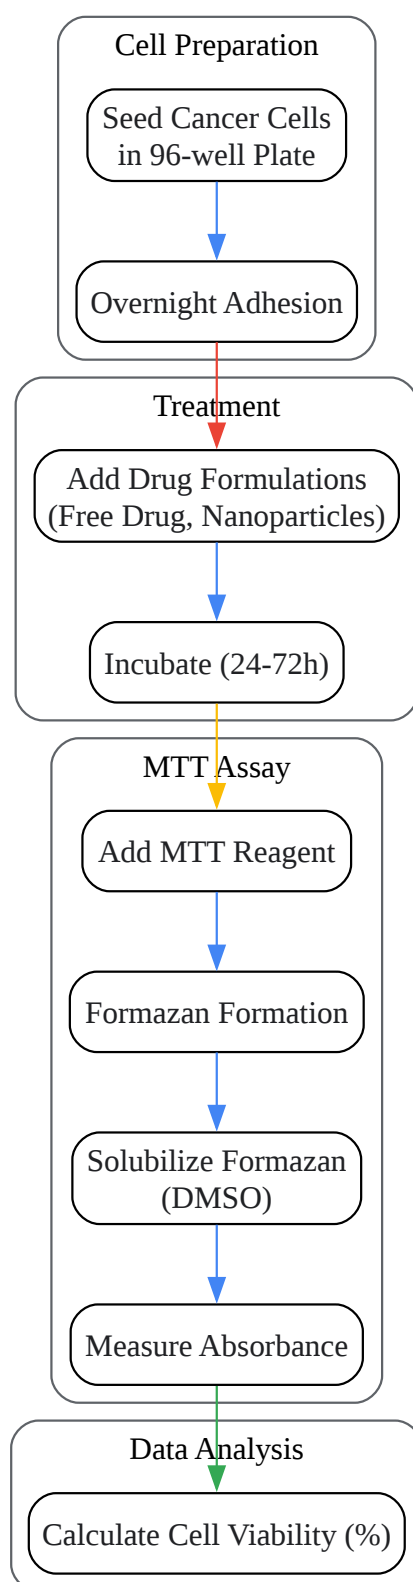 Cell Preparation
Seed Cancer Cells
in 96-well Plate
Overnight Adhesion
Treatment
Add Drug Formulations
(Free Drug, Nanoparticles)
Incubate (24-72h)
MTT Assay
Add MTT Reagent
Formazan Formation
Solubilize Formazan
(DMSO)
Measure Absorbance
Data Analysis
Calculate Cell Viability (%)